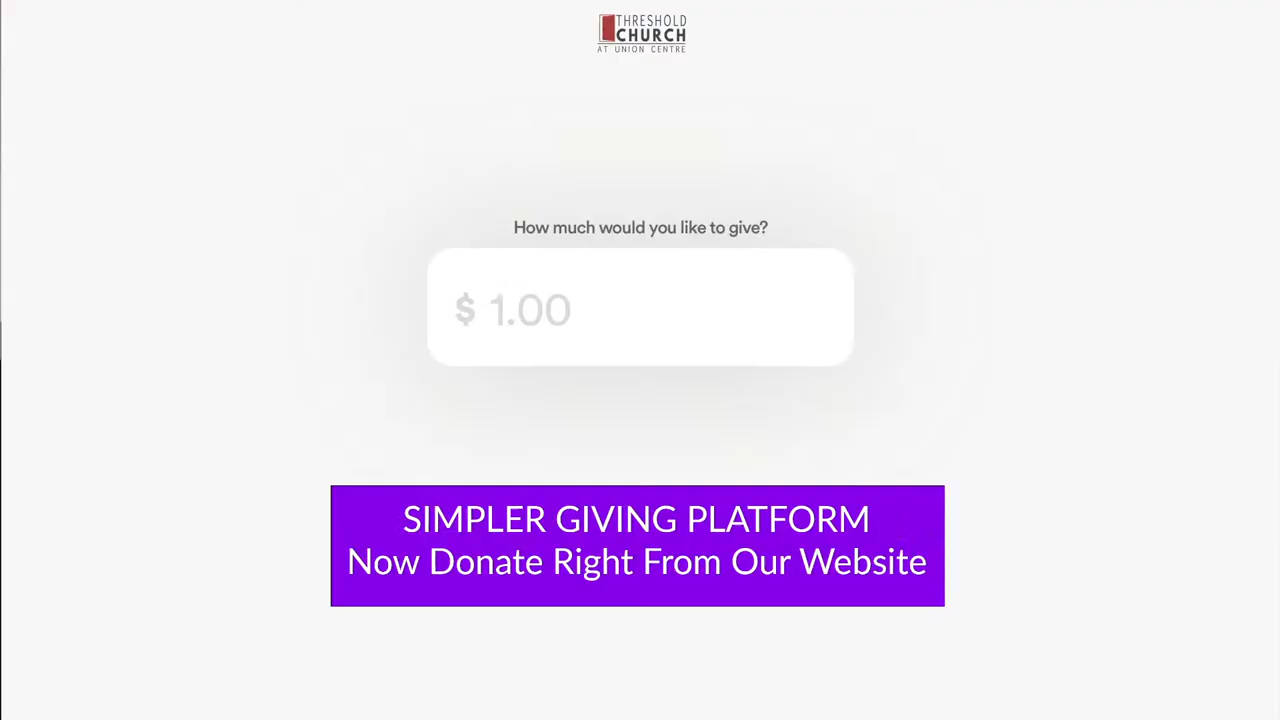 THRESHOLD
CHURCH
AT UNION CENTRE
How much would you like to give?
$ 1.00
SIMPLER GIVING PLATFORM
Now Donate Right From Our Website